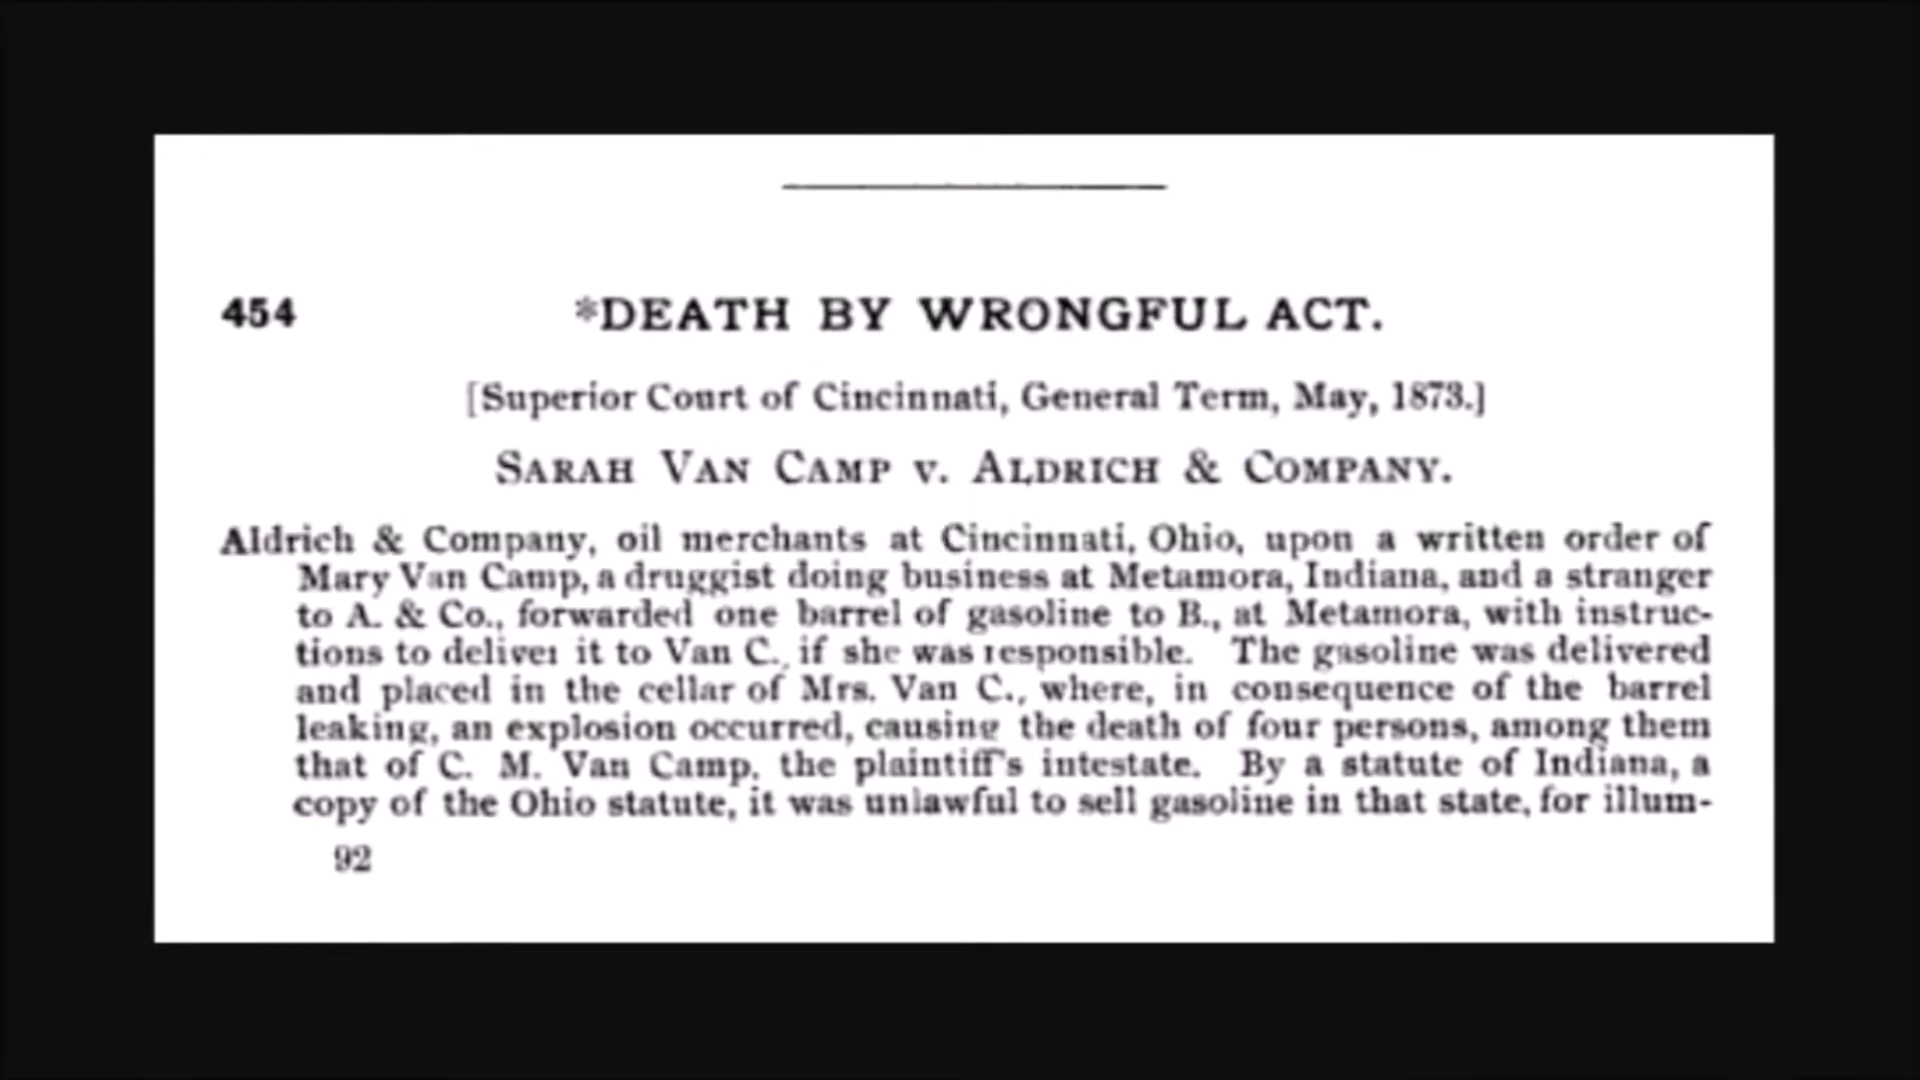 454 *DEATH BY WRONGFUL ACT.
[Superior Court of Cincinnati, General Term, May, 1873.]
SARAH VAN CAMP V. ALDRICH & COMPANY.
Aldrich & Company, oil merchants at Cincinnati, Ohio, upon a written order of
Mary Van Camp, a druggist doing business at Metamora, Indiana, and a stranger
to A. & Co., forwarded one barrel of gasoline to B., at Metamora, with instruc-
tions to deliver it to Van C., if she was responsible. The gasoline was delivered
and placed in the cellar of Mrs. Van C., where, in consequence of the barrel
leaking, an explosion occurred, causing the death of four persons, among them
that of C. M. Van Camp, the plaintiff's intestate. By a statute of Indiana, a
copy of the Ohio statute, it was unlawful to sell gasoline in that state, for illum-
92